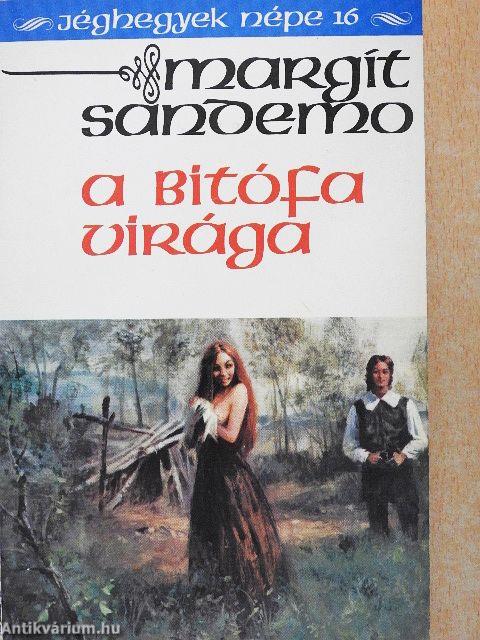 Jéghegyek népe 16
margit
sandemo
a Bitófa
virága
Antikvárium.hu